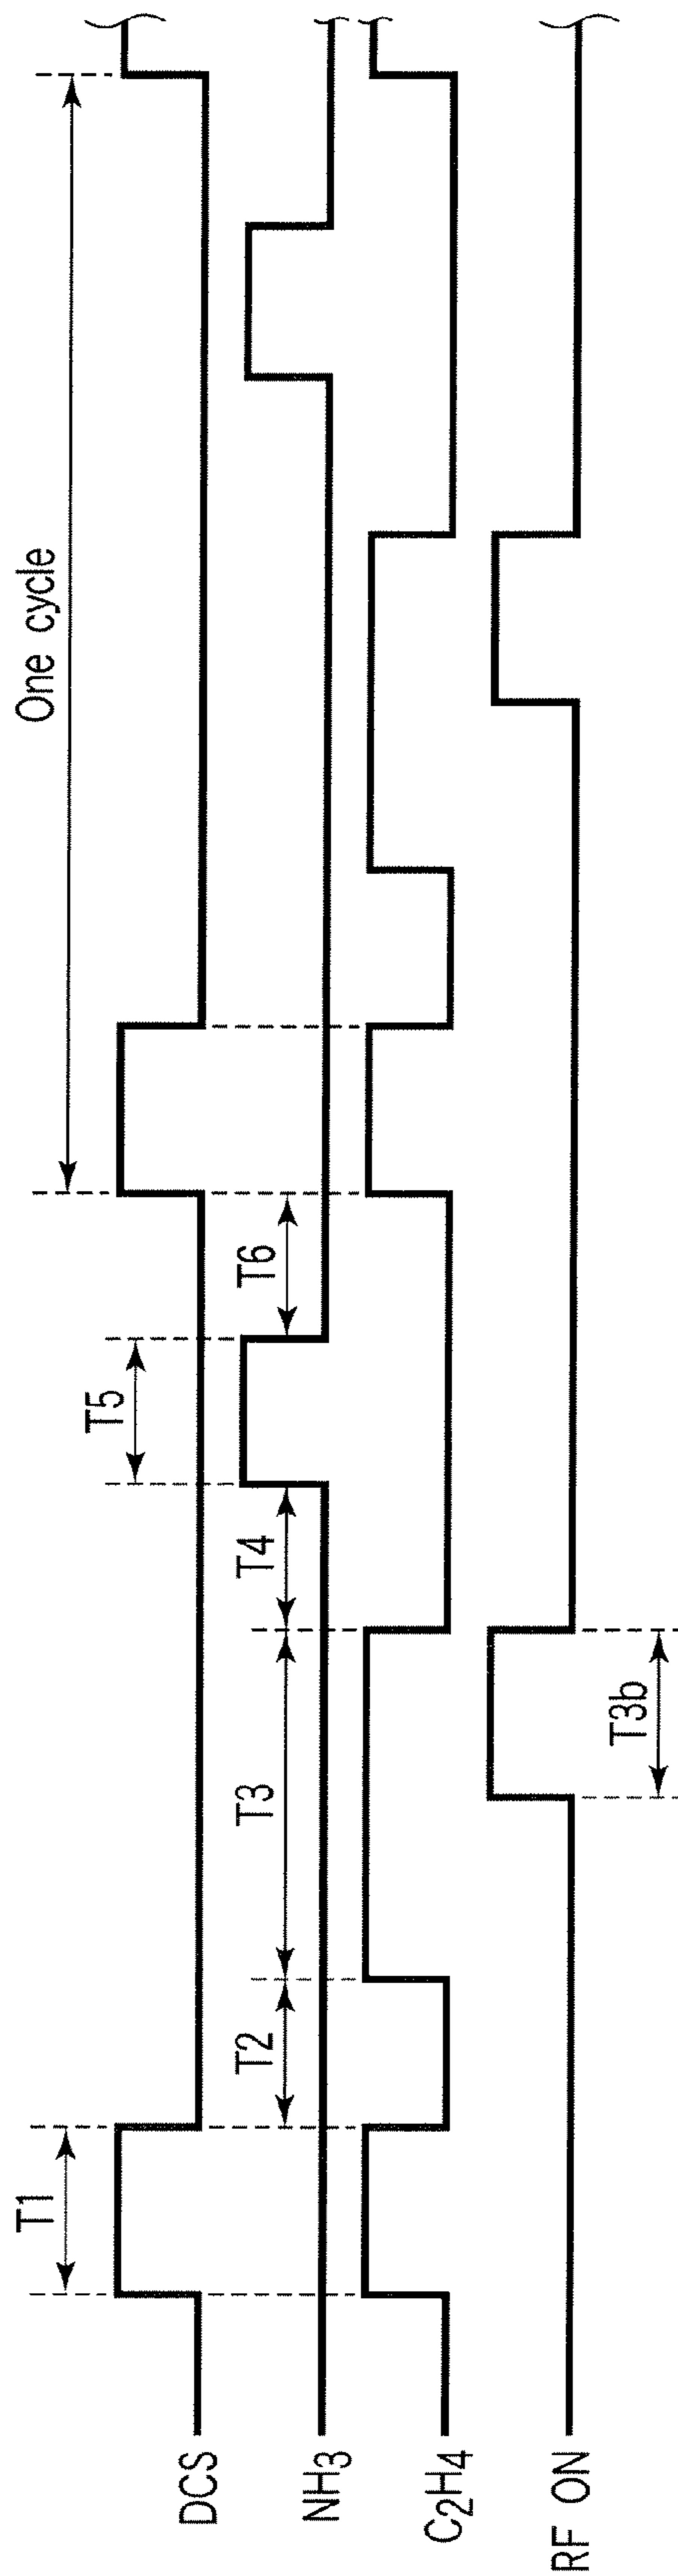 One cycle
T1
T5
T2
T3
T4
T6
T3b
DCS
NH3
C2H4
RF ON